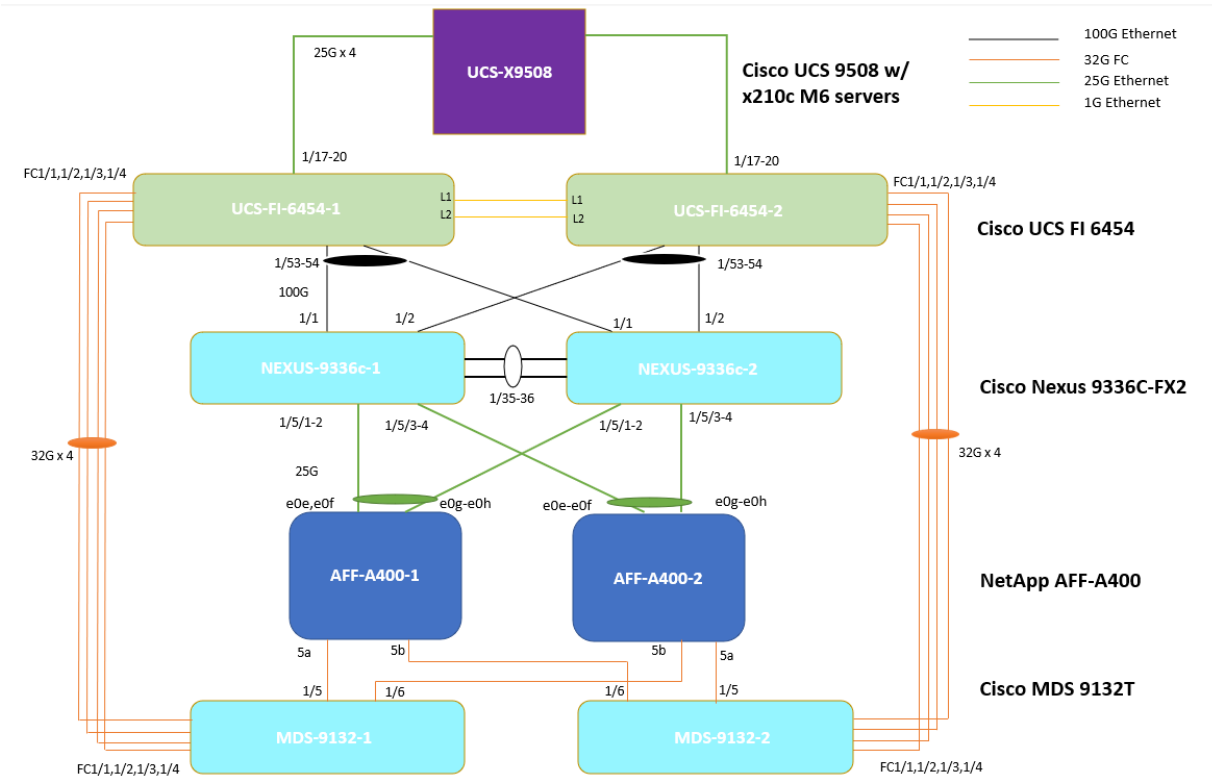 100G Ethernet
32G FC
25G Ethernet
1G Ethernet
25G x 4
UCS-X9508
Cisco UCS 9508 w/
x210c M6 servers
1/17-20
1/17-20
FC1/1,1/2,1/3,1/4
FC1/1,1/2,1/3,1/4
UCS-FI-6454-1
L1
L2
L1
L2
UCS-FI-6454-2
Cisco UCS FI 6454
1/53-54
1/53-54
100G
1/1
1/2
1/1
1/2
NEXUS-9336c-1
NEXUS-9336c-2
Cisco Nexus 9336C-FX2
1/35-36
1/5/1-2
1/5/3-4
1/5/1-2
1/5/3-4
32G x 4
32G x 4
25G
e0e,e0f
e0g-e0h
e0e-e0f
e0g-e0h
AFF-A400-1
AFF-A400-2
NetApp AFF-A400
5a
5b
5b
5a
1/5
1/6
1/6
1/5
Cisco MDS 9132T
MDS-9132-1
MDS-9132-2
FC1/1,1/2,1/3,1/4
FC1/1,1/2,1/3,1/4